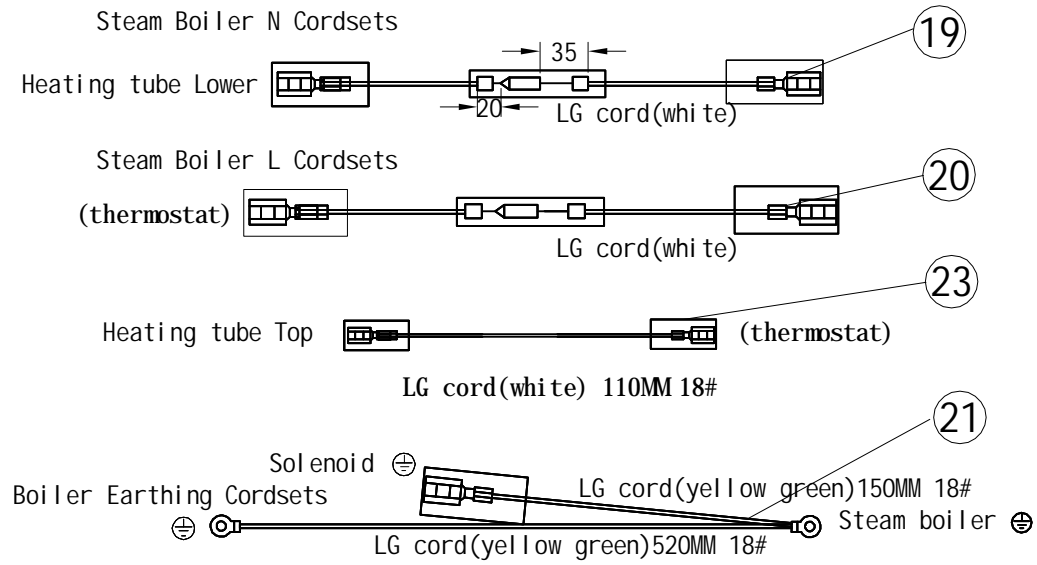 Steam Boiler N Cordsets
19
35
Heating tube Lower
20
LG cord(white)
Steam Boiler L Cordsets
20
(thermostat)
LG cord(white)
23
Heating tube Top
(thermostat)
LG cord(white) 110MM 18#
21
Solenoid
LG cord(yellow green)150MM 18#
Boiler Earthing Cordsets
Steam boiler
LG cord(yellow green)520MM 18#